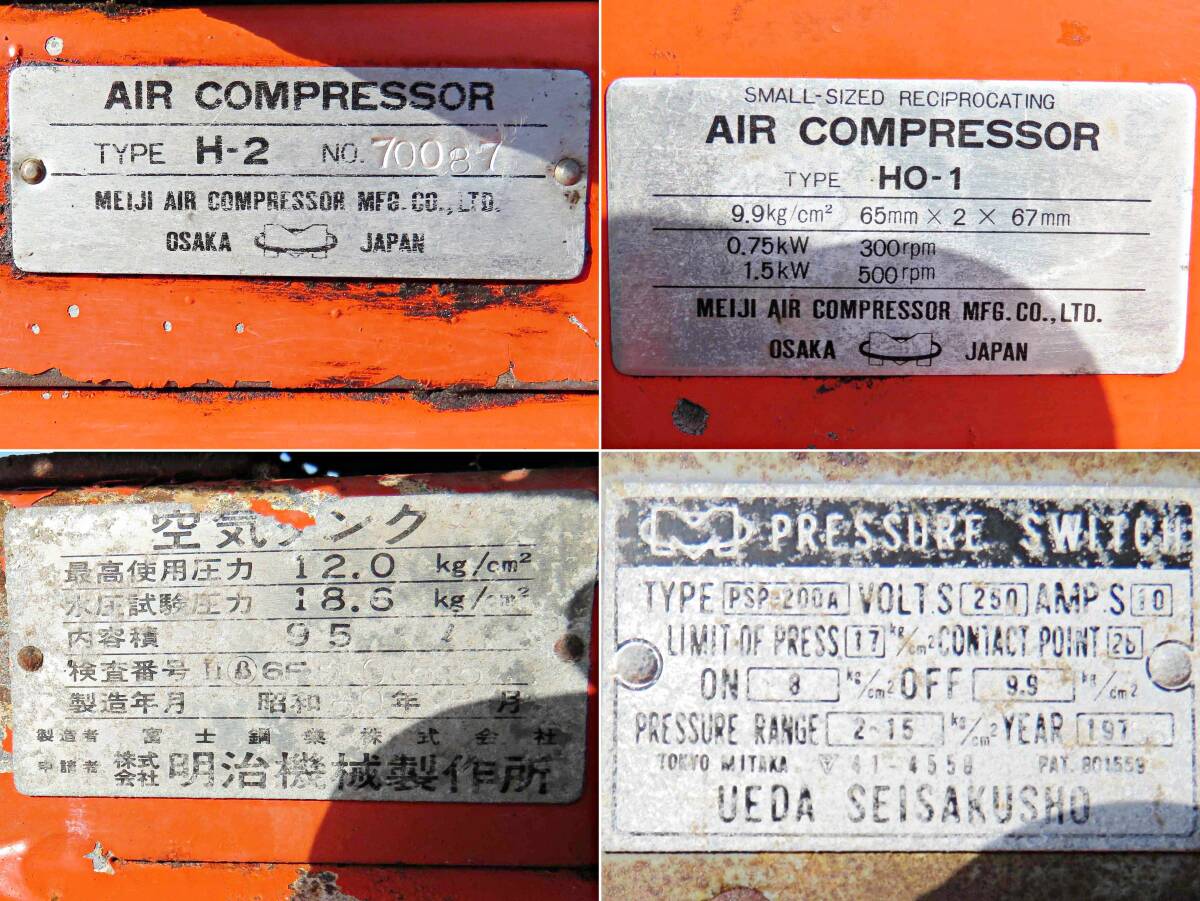 AIR COMPRESSOR
TYPE H-2 NO. 70087
MEIJI AIR COMPRESSOR MFG. CO., LTD.
OSAKA JAPAN
SMALL-SIZED RECIPROCATING
AIR COMPRESSOR
TYPE HO-1
9.9kg/cm² 65mm × 2 × 67mm
0.75kW 300rpm
1.5kW 500rpm
MEIJI AIR COMPRESSOR MFG. CO., LTD.
OSAKA JAPAN
空気タンク
最高使用圧力 12.0 kg/cm²
水圧試験圧力 18.6 kg/cm²
内容積 95 ℓ
検査番号
製造年月 昭和 年 月
製造者 富士鋼業株式会社
申請者 株式会社 明治機械製作所
PRESSURE SWITCH
TYPE PSP-200A VOLTS 250 AMP.S 10
LIMIT OF PRESS 17 kg/cm² CONTACT POINT 2b
ON 8 kg/cm² OFF 9.9 kg/cm²
PRESSURE RANGE 2-15 kg/cm² YEAR 197
TOKYO MITAKA ▽ 41-4558 PAT. 801559
UEDA SEISAKUSHO